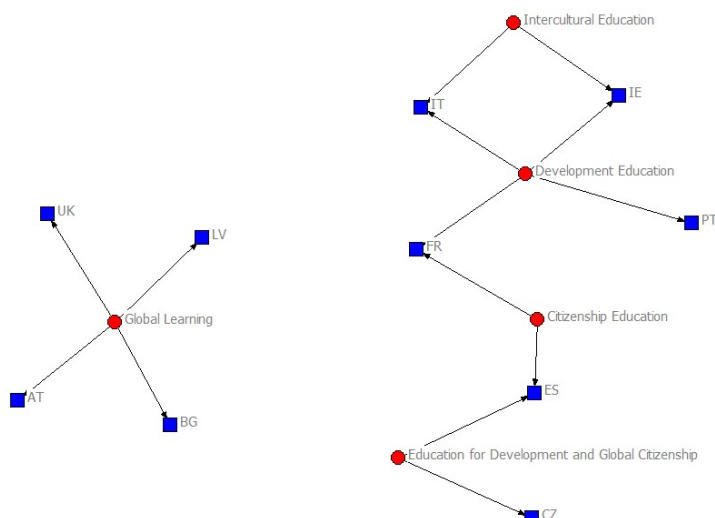 Intercultural Education
IT
IE
Development Education
UK
LV
PT
FR
Global Learning
Citizenship Education
AT
ES
BG
Education for Development and Global Citizenship
CZ